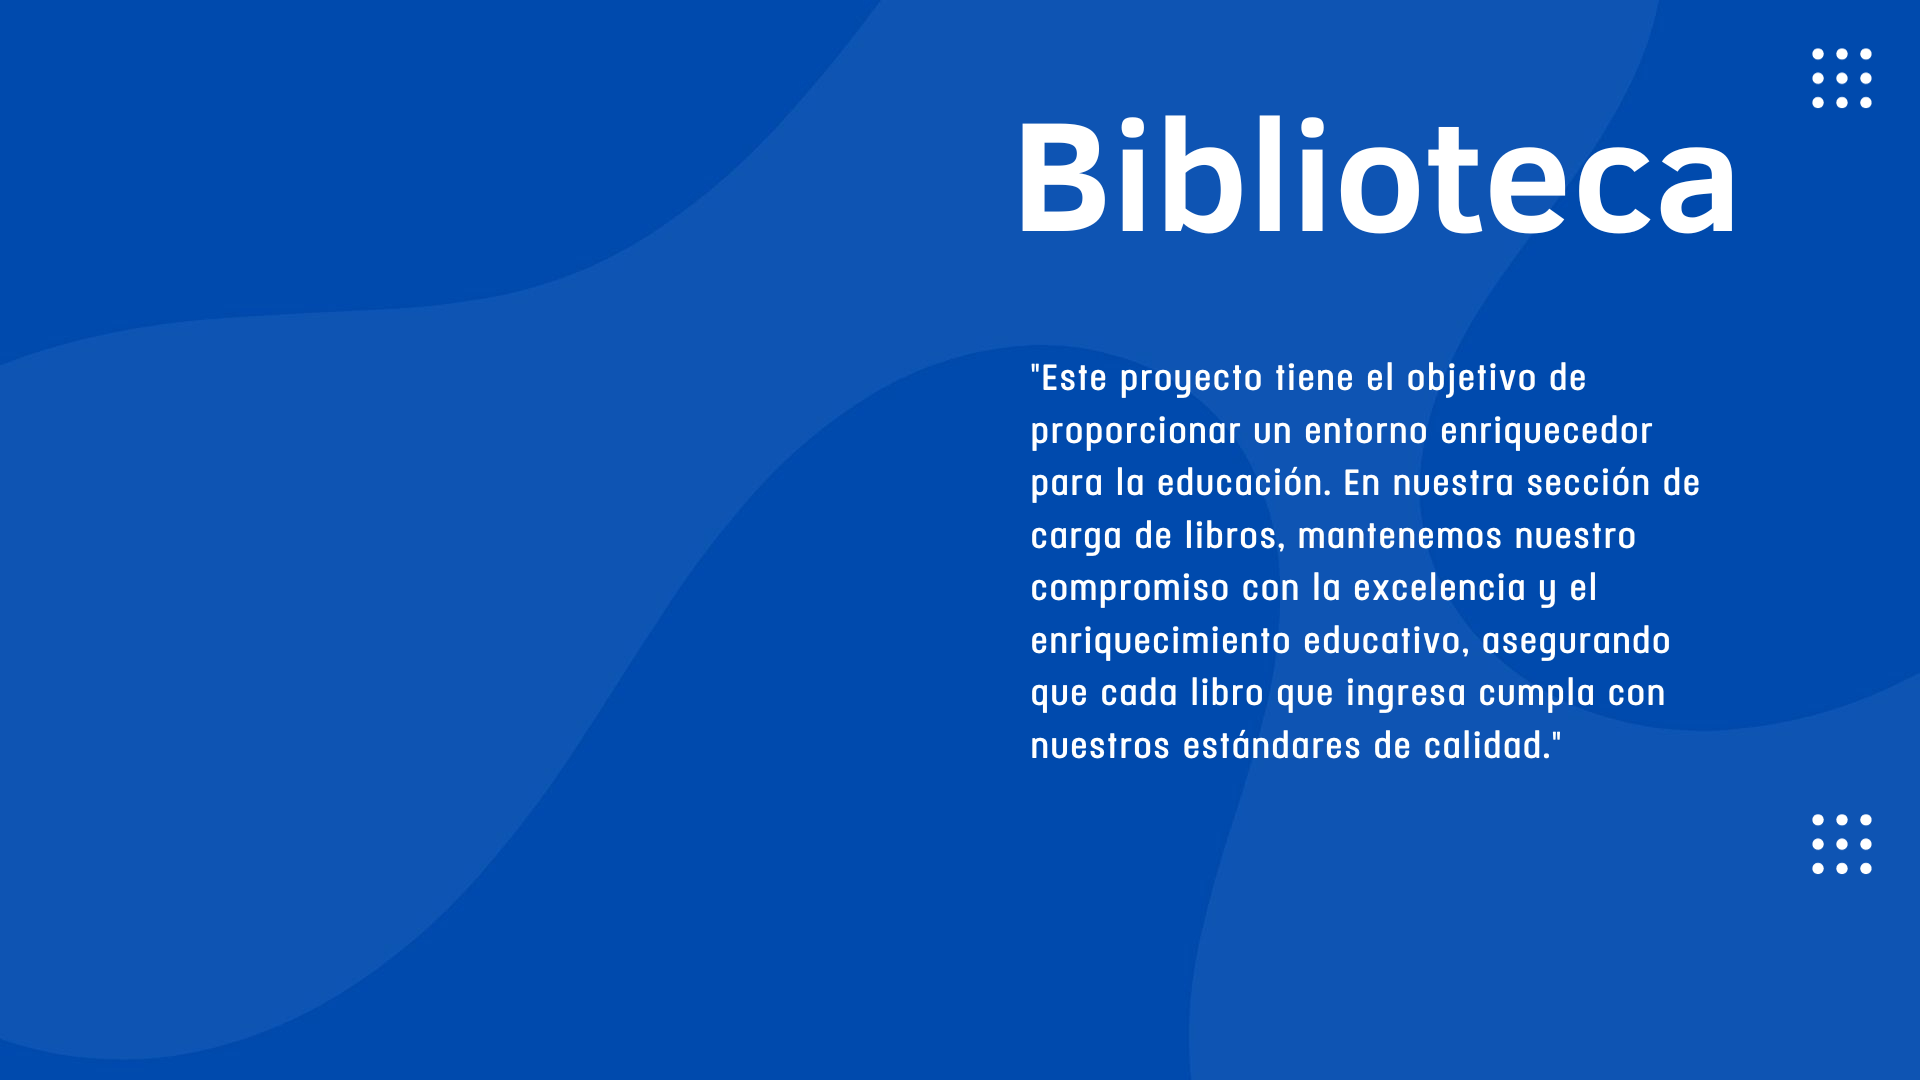 Biblioteca
"Este proyecto tiene el objetivo de
proporcionar un entorno enriquecedor
para la educación. En nuestra sección de
carga de libros, mantenemos nuestro
compromiso con la excelencia y el
enriquecimiento educativo, asegurando
que cada libro que ingresa cumpla con
nuestros estándares de calidad."